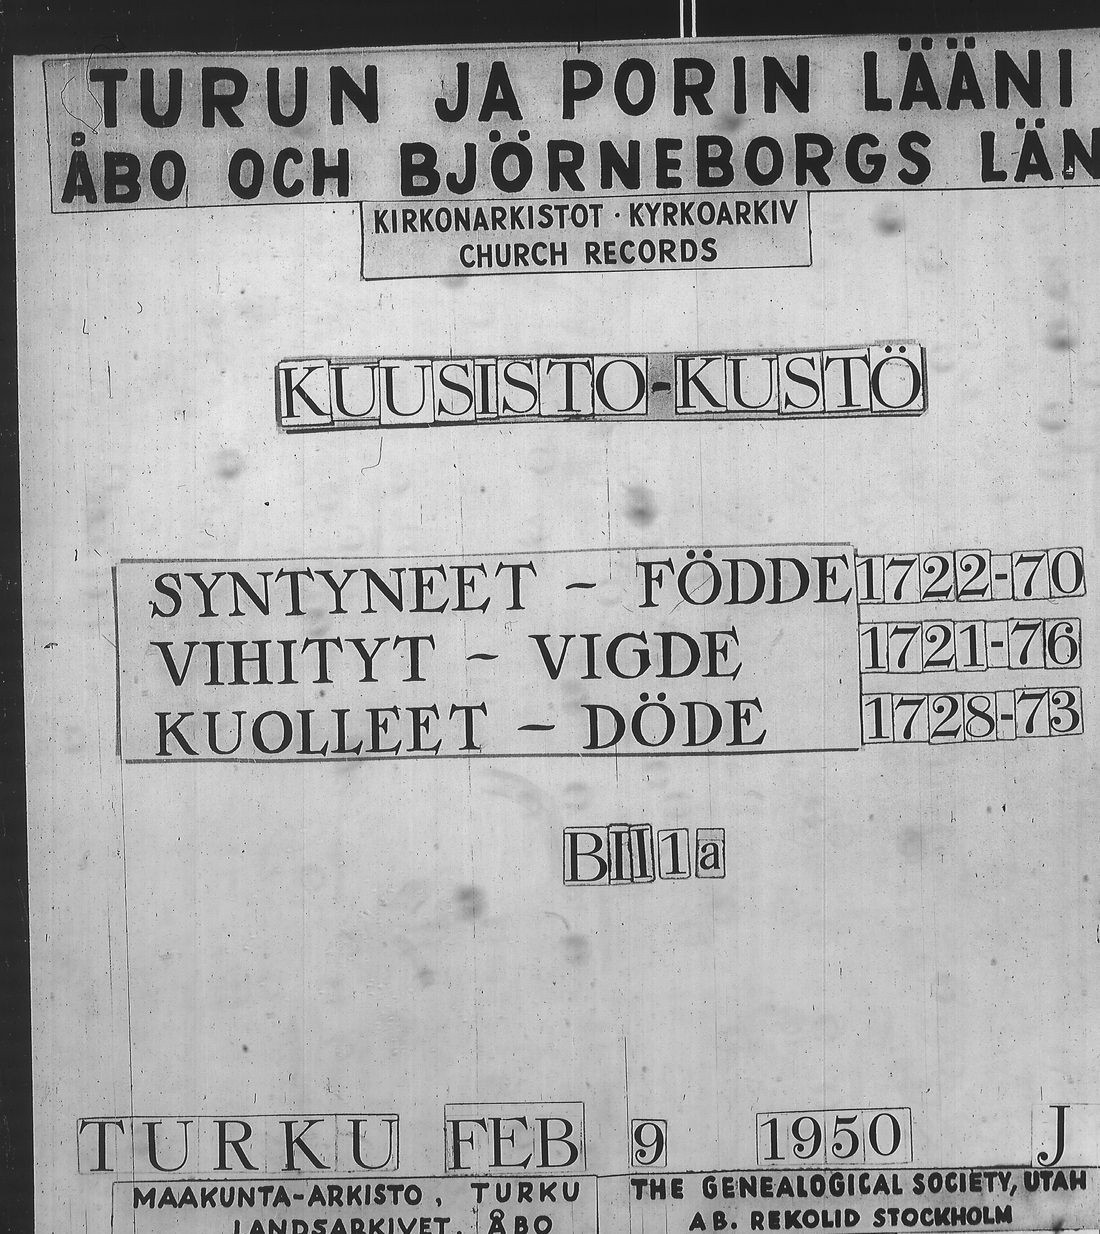 TURUN JA PORIN LÄÄNI
ÅBO OCH BJÖRNEBORGS LÄN
KIRKONARKISTOT · KYRKOARKIV
CHURCH RECORDS
KUUSISTO-KUSTÖ
SYNTYNEET - FÖDDE 1722-70
VIHITYT - VIGDE 1721-76
KUOLLEET - DÖDE 1728-73
BII1a
TURKU FEB 9 1950 J
MAAKUNTA-ARKISTO, TURKU
LANDSARKIVET, ÅBO
THE GENEALOGICAL SOCIETY, UTAH
AB. REKOLID STOCKHOLM